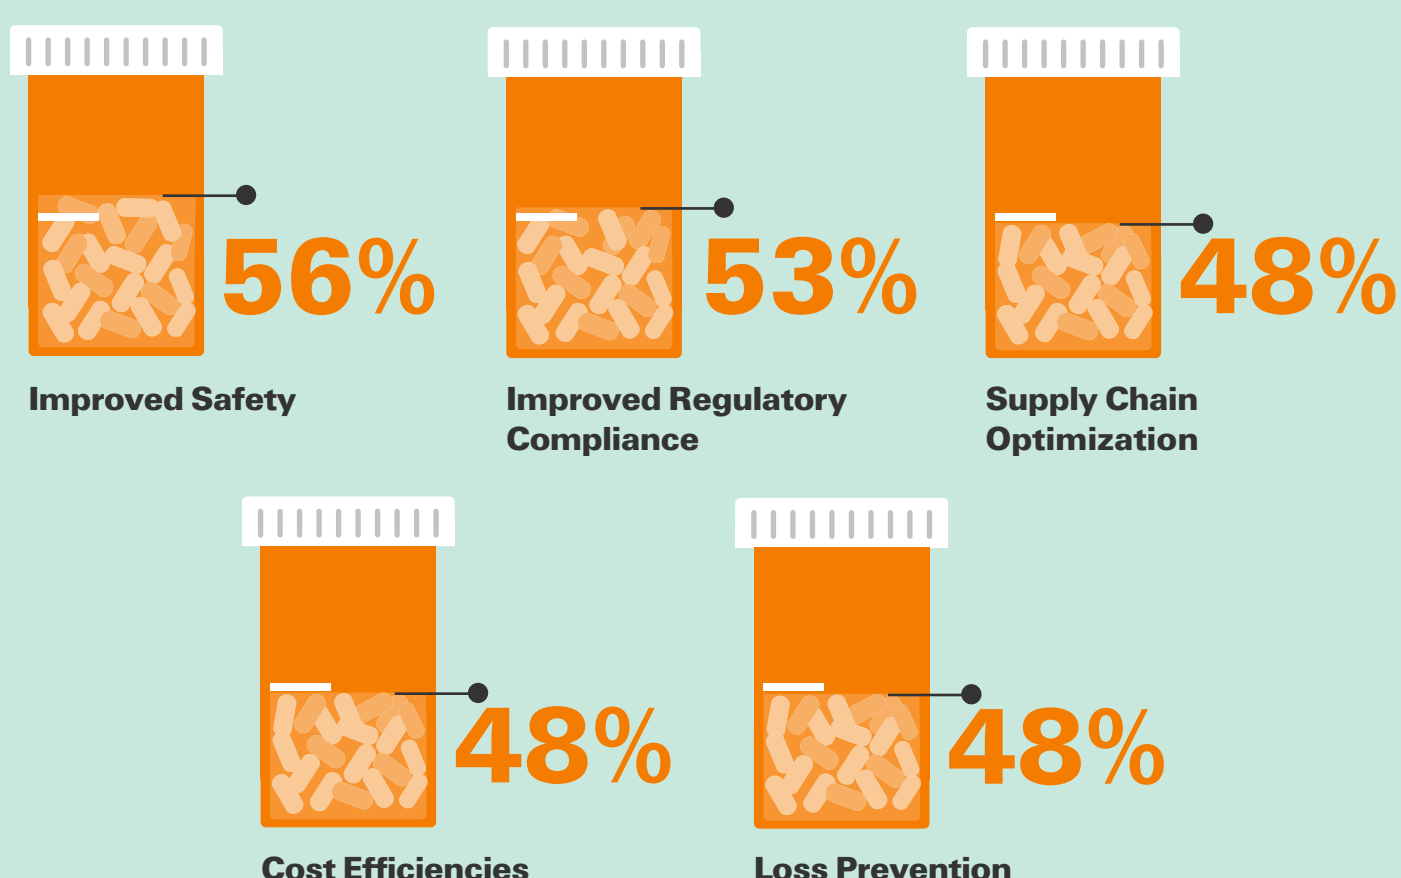 56%
Improved Safety
53%
Improved Regulatory
Compliance
48%
Supply Chain
Optimization
48%
Cost Efficiencies
48%
Loss Prevention